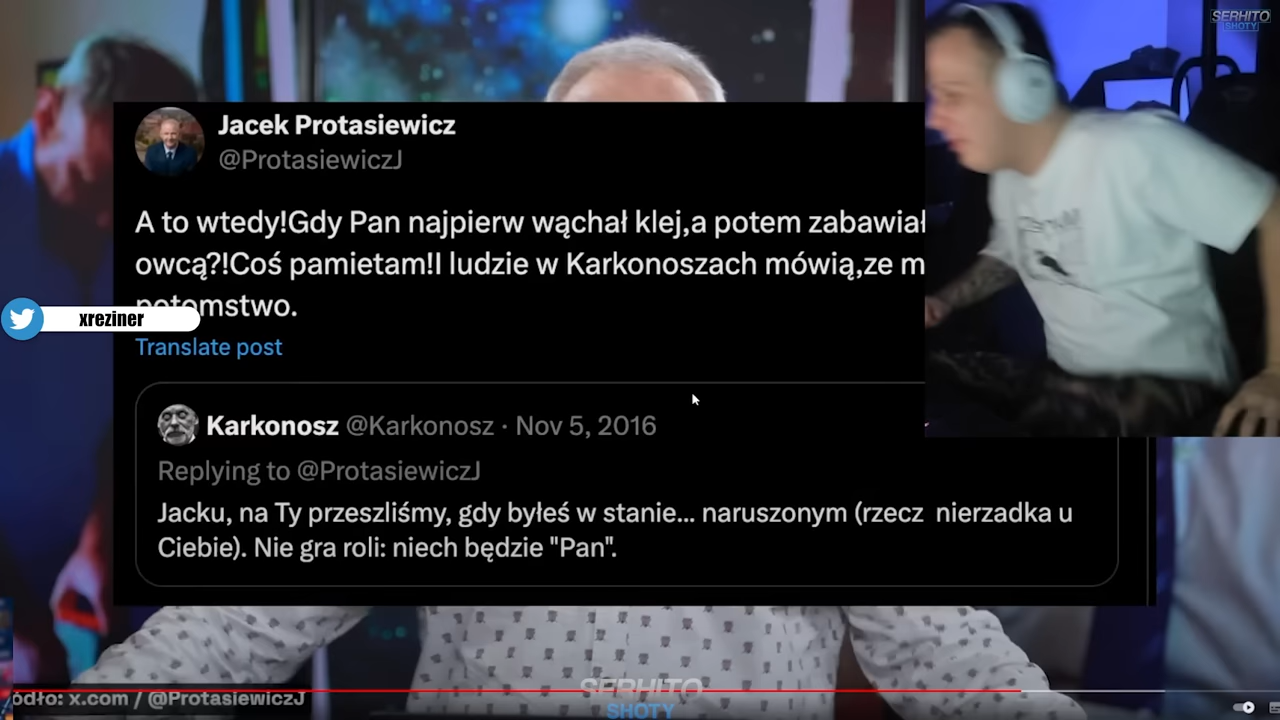 SERHITO
SHOTY
Jacek Protasiewicz
@ProtasiewiczJ
A to wtedy!Gdy Pan najpierw wąchał klej,a potem zabawiał
owcą?!Coś pamietam!I ludzie w Karkonoszach mówią,ze m
potomstwo.
xreziner
Translate post
Karkonosz @Karkonosz · Nov 5, 2016
Replying to @ProtasiewiczJ
Jacku, na Ty przeszliśmy, gdy byłeś w stanie... naruszonym (rzecz nierzadka u
Ciebie). Nie gra roli: niech będzie "Pan".
SERHITO
SHOTY
ódło: x.com / @ProtasiewiczJ